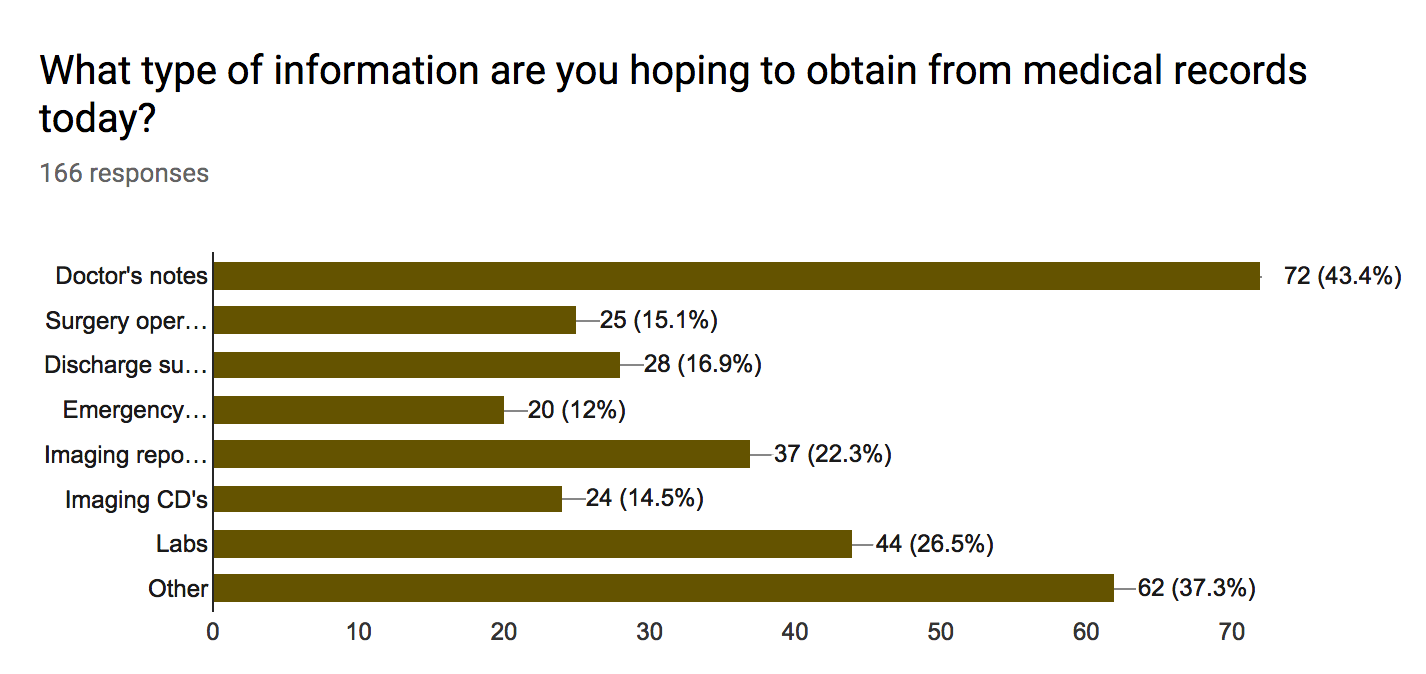 What type of information are you hoping to obtain from medical records
today?
166 responses
Doctor's notes 72 (43.4%)
Surgery oper… 25 (15.1%)
Discharge su… 28 (16.9%)
Emergency… 20 (12%)
Imaging repo… 37 (22.3%)
Imaging CD's 24 (14.5%)
Labs 44 (26.5%)
Other 62 (37.3%)
0 10 20 30 40 50 60 70